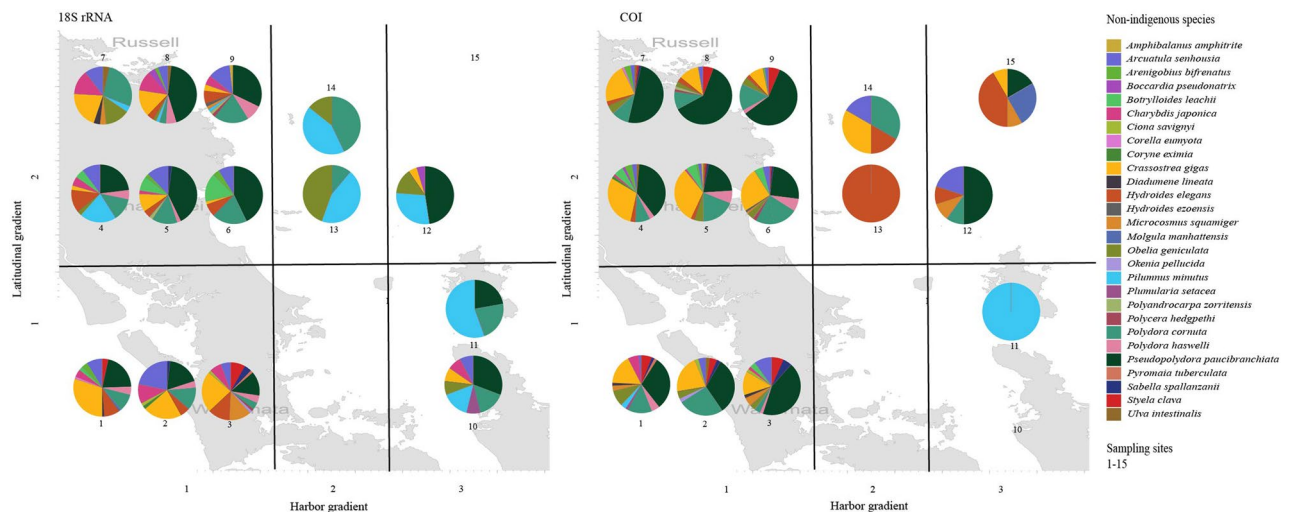 18S rRNA
COI
Non-indigenous species
Russell
7
8
9
15
14
2
4
5
6
13
12
Latitudinal gradient
1
11
1
2
3
10
1
2
3
Harbor gradient
Russell
7
8
9
15
14
2
4
5
6
13
12
Latitudinal gradient
1
11
1
2
3
10
1
2
3
Harbor gradient
Amphibalanus amphitrite
Arcuatula senhousia
Arenigobius bifrenatus
Boccardia pseudonatrix
Botrylloides leachii
Charybdis japonica
Ciona savignyi
Corella eumyota
Coryne eximia
Crassostrea gigas
Diadumene lineata
Hydroides elegans
Hydroides ezoensis
Microcosmus squamiger
Molgula manhattensis
Obelia geniculata
Okenia pellucida
Pilumnus minutus
Plumularia setacea
Polyandrocarpa zorritensis
Polycera hedgpethi
Polydora cornuta
Polydora haswelli
Pseudopolydora paucibranchiata
Pyromaia tuberculata
Sabella spallanzanii
Styela clava
Ulva intestinalis
Sampling sites
1-15